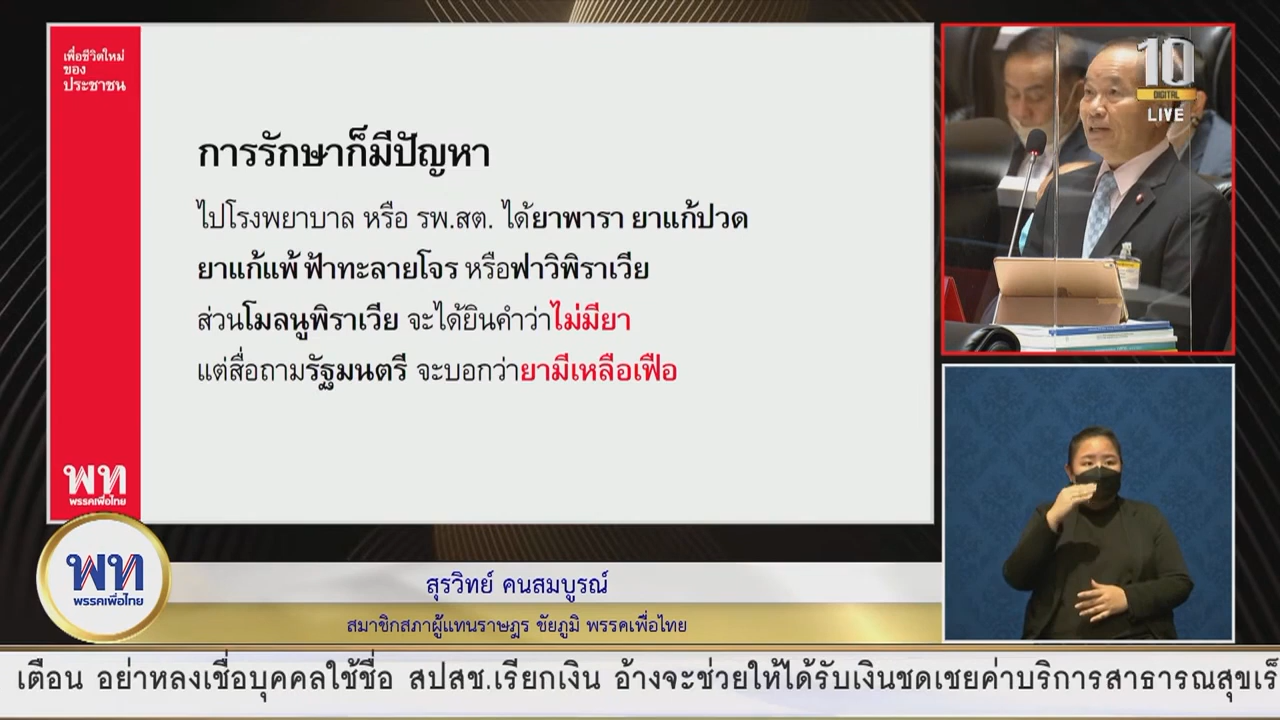 เพื่อชีวิตใหม่
ของ
ประชาชน
การรักษาก็มีปัญหา
ไปโรงพยาบาล หรือ รพ.สต. ได้ยาพารา ยาแก้ปวด
ยาแก้แพ้ ฟ้าทะลายโจร หรือฟาวิพิราเวีย
ส่วนโมลนูพิราเวีย จะได้ยินคำว่าไม่มียา
แต่สื่อถามรัฐมนตรี จะบอกว่ายามีเหลือเฟือ
พท
พรรคเพื่อไทย
10
DIGITAL
LIVE
พท
พรรคเพื่อไทย
สุรวิทย์ คนสมบูรณ์
สมาชิกสภาผู้แทนราษฎร ชัยภูมิ พรรคเพื่อไทย
เตือน อย่าหลงเชื่อบุคคลใช้ชื่อ สปสช.เรียกเงิน อ้างจะช่วยให้ได้รับเงินชดเชยค่าบริการสาธารณสุขเร็